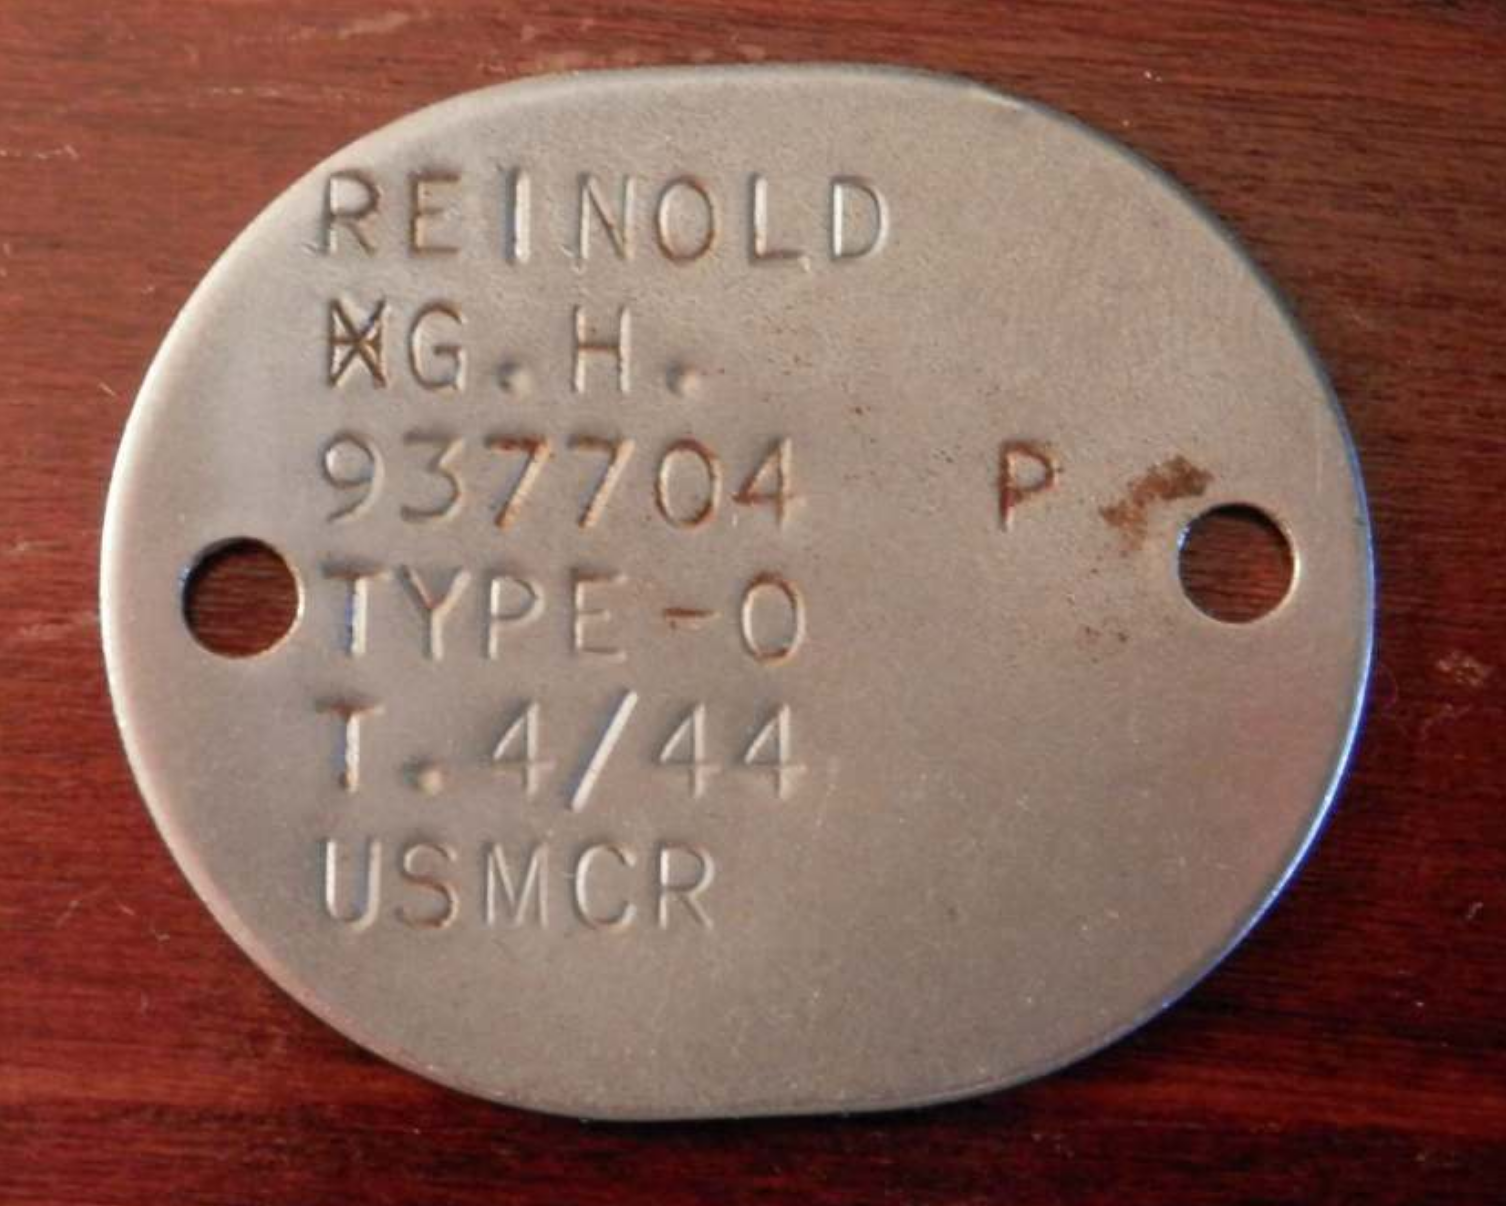 REINOLD
G.H.
937704 P
TYPE-O
T.4/44
USMCR